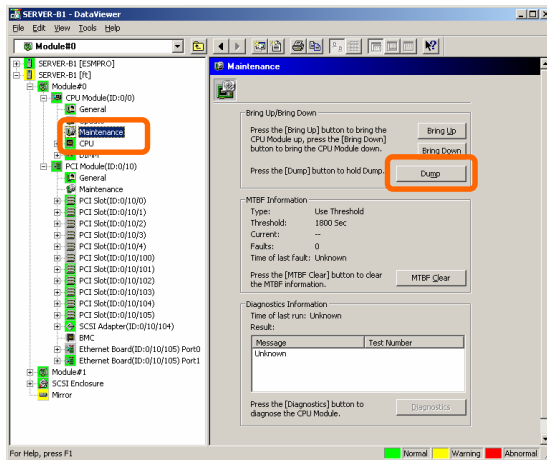 SERVER-B1 - DataViewer
File Edit View Tools Help
Module#0
SERVER-B1 [ESMPRO]
SERVER-B1 [ft]
Module#0
CPU Module(ID:0/0)
General
Maintenance
CPU
PCI Module(ID:0/10)
General
Maintenance
PCI Slot(ID:0/10/0)
PCI Slot(ID:0/10/1)
PCI Slot(ID:0/10/2)
PCI Slot(ID:0/10/3)
PCI Slot(ID:0/10/4)
PCI Slot(ID:0/10/100)
PCI Slot(ID:0/10/101)
PCI Slot(ID:0/10/102)
PCI Slot(ID:0/10/103)
PCI Slot(ID:0/10/104)
PCI Slot(ID:0/10/105)
SCSI Adapter(ID:0/10/104)
BMC
Ethernet Board(ID:0/10/105) Port0
Ethernet Board(ID:0/10/105) Port1
Module#1
SCSI Enclosure
Mirror
Maintenance
Bring Up/Bring Down
Press the [Bring Up] button to bring the
CPU Module up, press the [Bring Down]
button to bring the CPU Module down.
Bring Up
Bring Down
Press the [Dump] button to hold Dump.
Dump
MTBF Information
Type: Use Threshold
Threshold: 1800 Sec
Current: --
Faults: 0
Time of last fault: Unknown
Press the [MTBF Clear] button to clear
the MTBF information.
MTBF Clear
Diagnostics Information
Time of last run: Unknown
Result:
Message Test Number
Unknown
Press the [Diagnostics] button to
diagnose the CPU Module.
Diagnostics
For Help, press F1
Normal Warning Abnormal